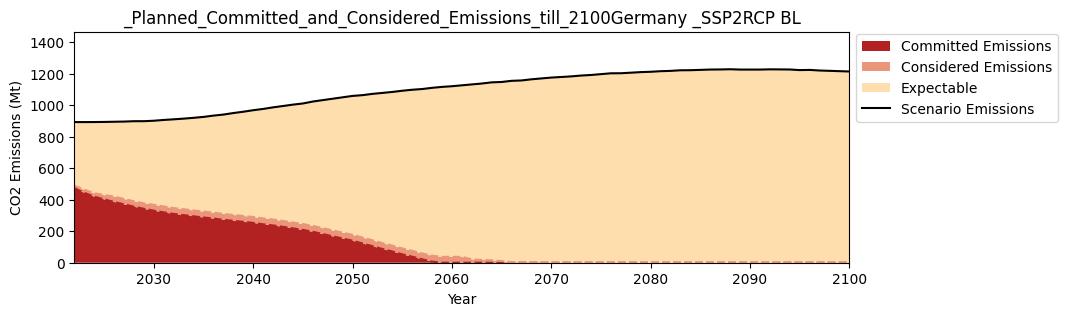 _Planned_Committed_and_Considered_Emissions_till_2100Germany _SSP2RCP BL
CO2 Emissions (Mt)
1400
1200
1000
800
600
400
200
0
2030 2040 2050 2060 2070 2080 2090 2100
Year
Committed Emissions
Considered Emissions
Expectable
Scenario Emissions